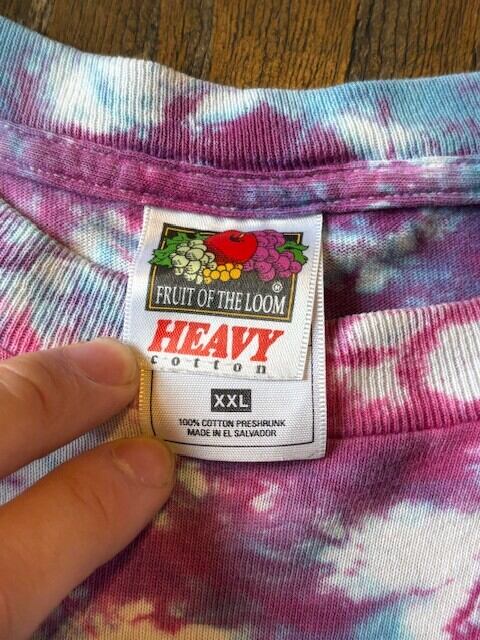 FRUIT OF THE LOOM ®
HEAVY
cotton
XXL
100% COTTON PRESHRUNK
MADE IN EL SALVADOR